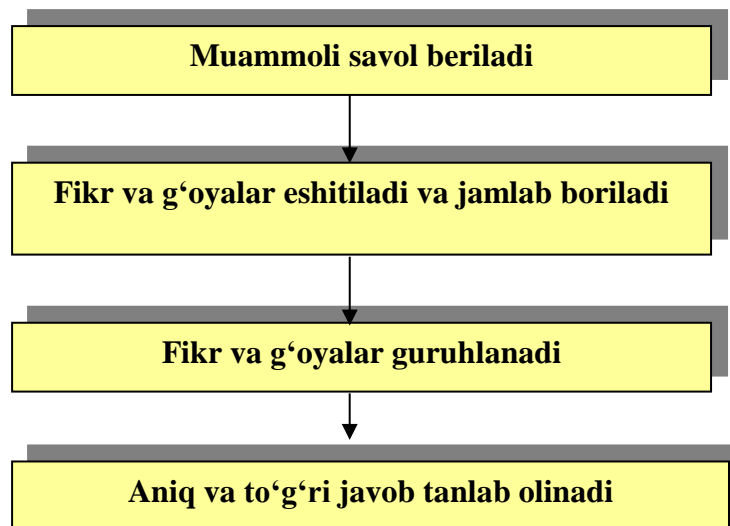 Muammoli savol beriladi
Fikr va g‘oyalar eshitiladi va jamlab boriladi
Fikr va g‘oyalar guruhlanadi
Aniq va to‘g‘ri javob tanlab olinadi